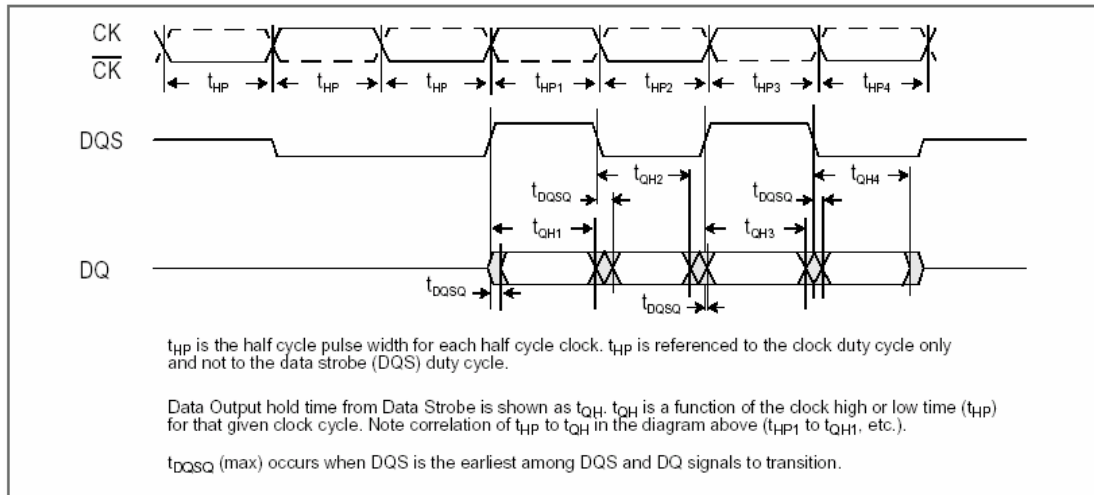 CK
CK
tHP tHP tHP tHP1 tHP2 tHP3 tHP4
DQS
tQH2 tQH4
tDQSQ tDQSQ
tQH1 tQH3
DQ
tDQSQ tDQSQ
tHP is the half cycle pulse width for each half cycle clock. tHP is referenced to the clock duty cycle only
and not to the data strobe (DQS) duty cycle.
Data Output hold time from Data Strobe is shown as tQH. tQH is a function of the clock high or low time (tHP)
for that given clock cycle. Note correlation of tHP to tQH in the diagram above (tHP1 to tQH1, etc.).
tDQSQ (max) occurs when DQS is the earliest among DQS and DQ signals to transition.